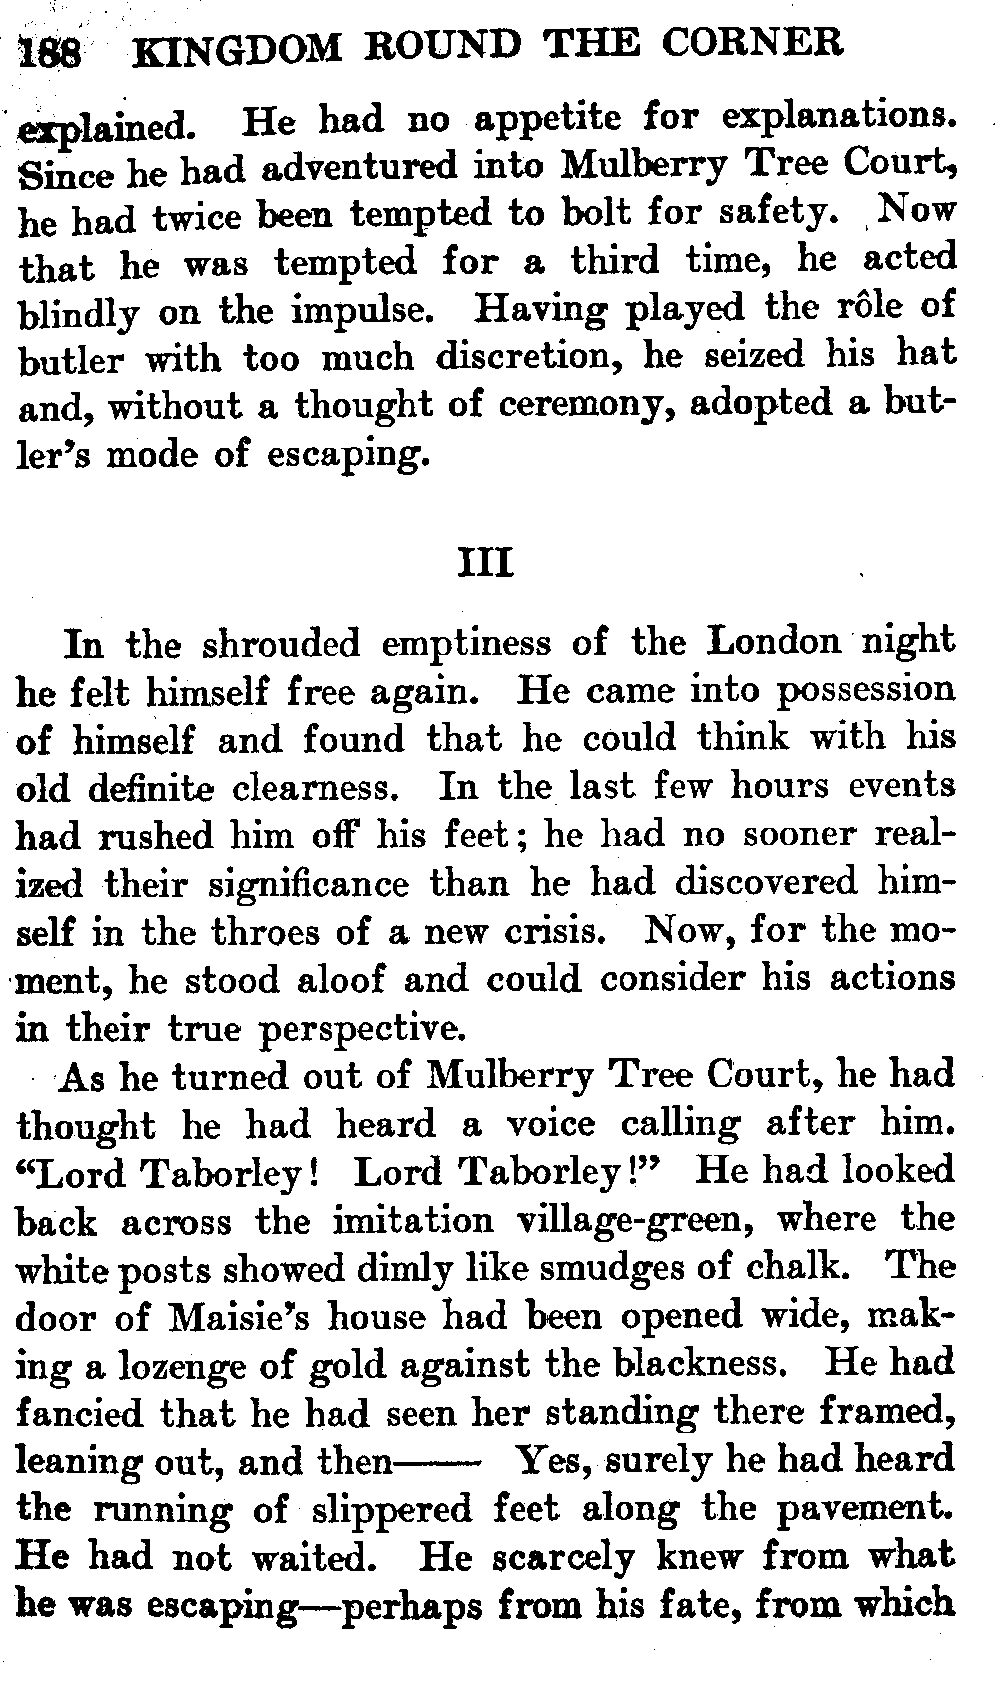 188 KINGDOM ROUND THE CORNER
explained. He had no appetite for explanations.
Since he had adventured into Mulberry Tree Court,
he had twice been tempted to bolt for safety. Now
that he was tempted for a third time, he acted
blindly on the impulse. Having played the rôle of
butler with too much discretion, he seized his hat
and, without a thought of ceremony, adopted a but-
ler's mode of escaping.
III
In the shrouded emptiness of the London night
he felt himself free again. He came into possession
of himself and found that he could think with his
old definite clearness. In the last few hours events
had rushed him off his feet; he had no sooner real-
ized their significance than he had discovered him-
self in the throes of a new crisis. Now, for the mo-
ment, he stood aloof and could consider his actions
in their true perspective.
As he turned out of Mulberry Tree Court, he had
thought he had heard a voice calling after him.
“Lord Taborley! Lord Taborley!” He had looked
back across the imitation village-green, where the
white posts showed dimly like smudges of chalk. The
door of Maisie's house had been opened wide, mak-
ing a lozenge of gold against the blackness. He had
fancied that he had seen her standing there framed,
leaning out, and then—— Yes, surely he had heard
the running of slippered feet along the pavement.
He had not waited. He scarcely knew from what
he was escaping—perhaps from his fate, from which